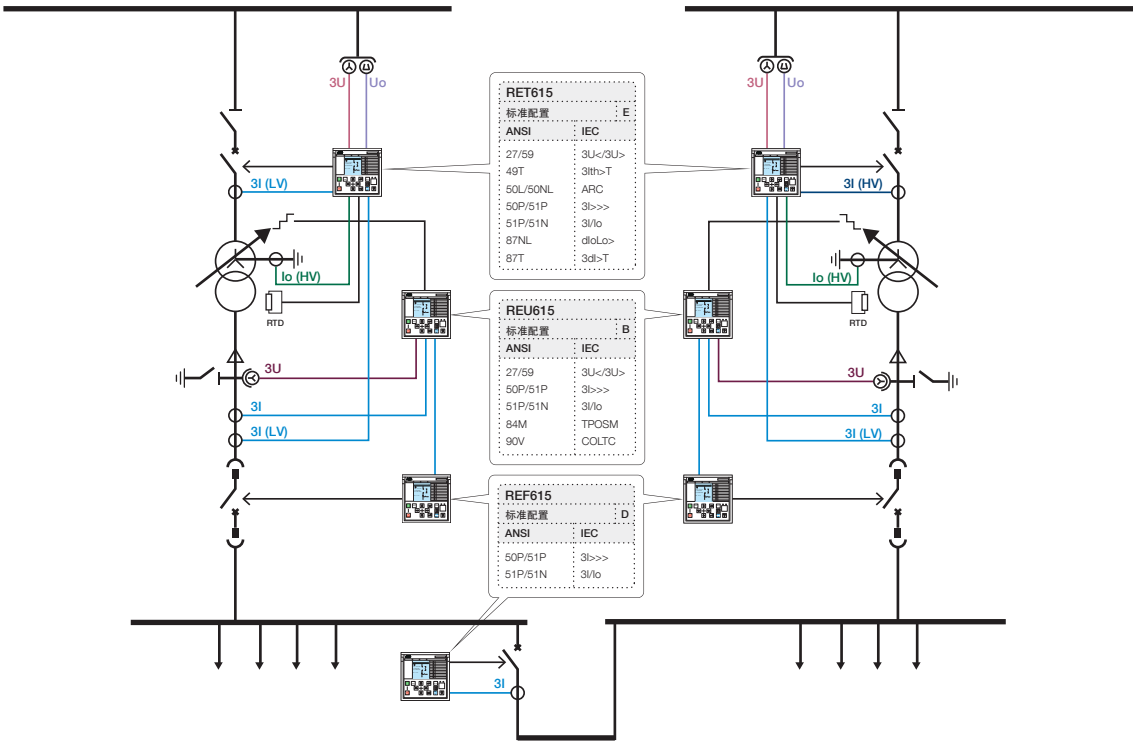 3U Uo
3U Uo
RET615
标准配置 E
ANSI IEC
27/59 3U</3U>
49T 3Ith>T
50L/50NL ARC
50P/51P 3I>>>
51P/51N 3I/Io
87NL dIoLo>
87T 3dI>T
3I (LV)
3I (HV)
Io (HV)
Io (HV)
RTD
RTD
REU615
标准配置 B
ANSI IEC
27/59 3U</3U>
50P/51P 3I>>>
51P/51N 3I/Io
84M TPOSM
90V COLTC
3U
3U
3I
3I
3I (LV)
3I (LV)
REF615
标准配置 D
ANSI IEC
50P/51P 3I>>>
51P/51N 3I/Io
3I